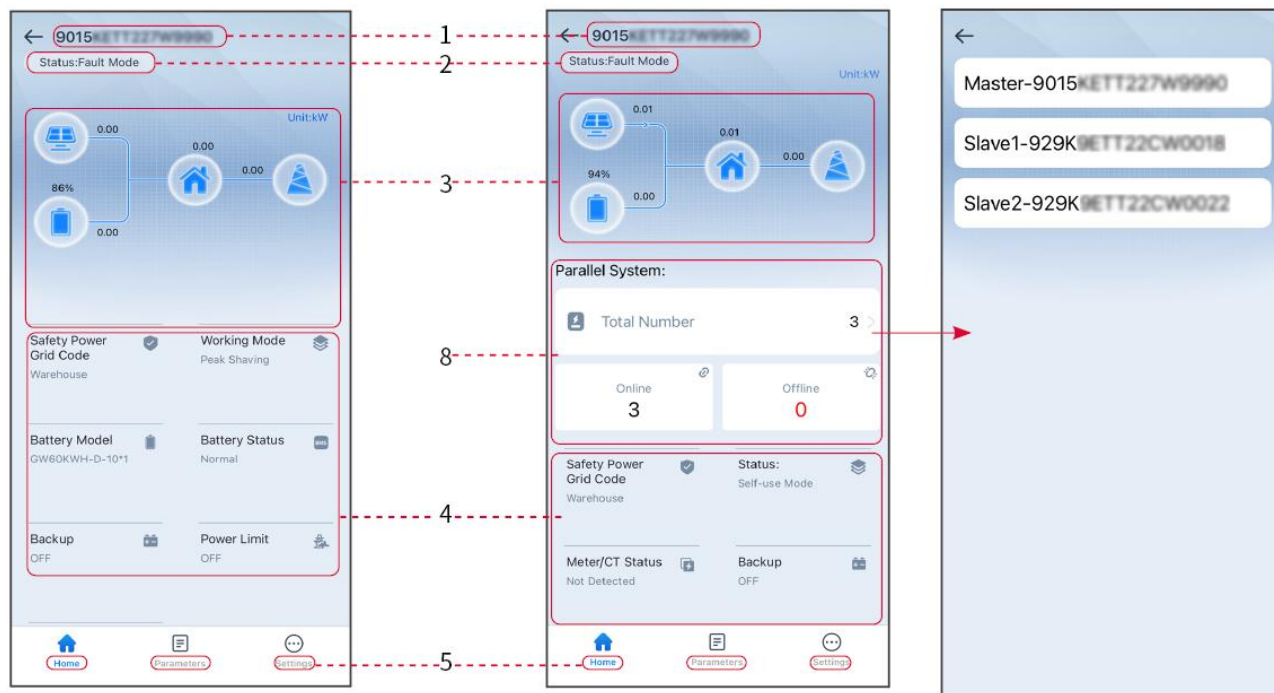 9015
Status:Fault Mode
Unit:kW
0.00
0.00
0.00
86%
0.00
Safety Power
Grid Code
Warehouse
Working Mode
Peak Shaving
Battery Model
GW60KWH-D-10*1
Battery Status
BMS
Normal
Backup
OFF
Power Limit
OFF
Home
Parameters
Settings
1
2
3
8
4
5
9015
Status:Fault Mode
Unit:kW
0.01
0.01
0.00
94%
0.00
Parallel System:
Total Number 3
Online
3
Offline
0
Safety Power
Grid Code
Warehouse
Status:
Self-use Mode
Meter/CT Status
Not Detected
Backup
OFF
Home
Parameters
Settings
Master-9015
Slave1-929K
Slave2-929K